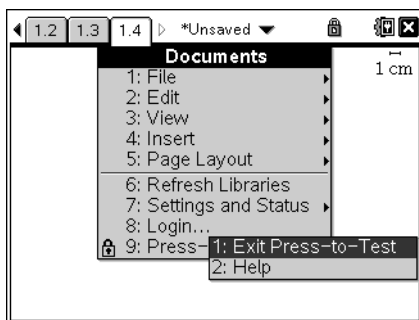 1.2 1.3 1.4 *Unsaved
Documents
1 cm
1: File
2: Edit
3: View
4: Insert
5: Page Layout
6: Refresh Libraries
7: Settings and Status
8: Login...
9: Press-
1: Exit Press-to-Test
2: Help